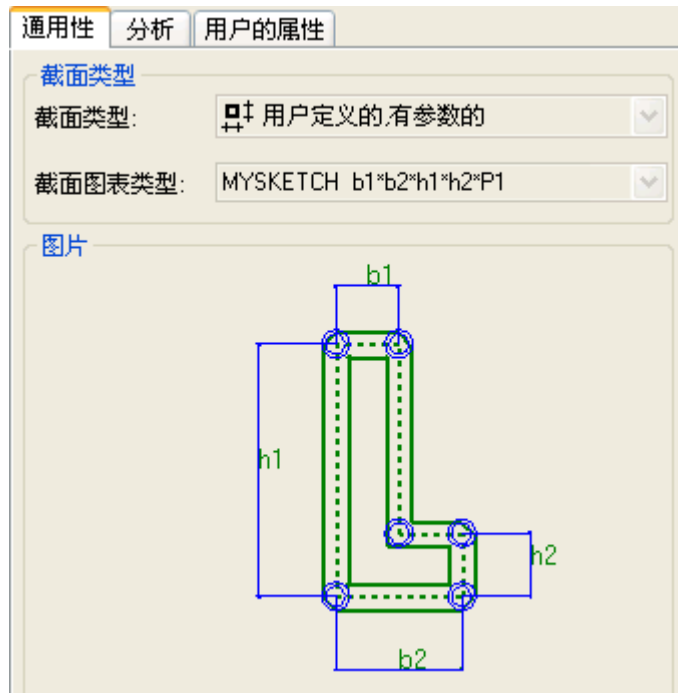 通用性 分析 用户的属性
截面类型
截面类型: 用户定义的,有参数的
截面图表类型: MYSKETCH b1*b2*h1*h2*P1
图片
b1
h1
h2
b2